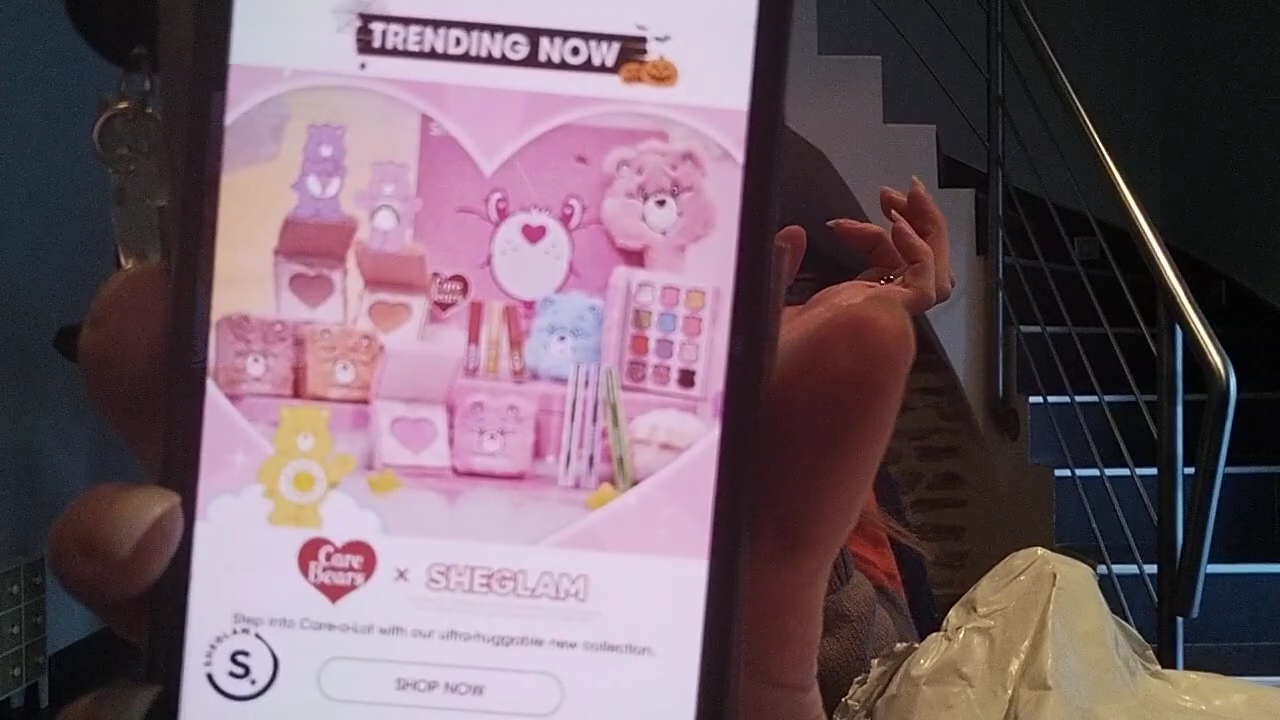 TRENDING NOW
Care Bears
Care
Bears
× SHEGLAM
Step into Care-a-Lot with our ultra-huggable new collection.
SHEGLAM
S.
SHOP NOW